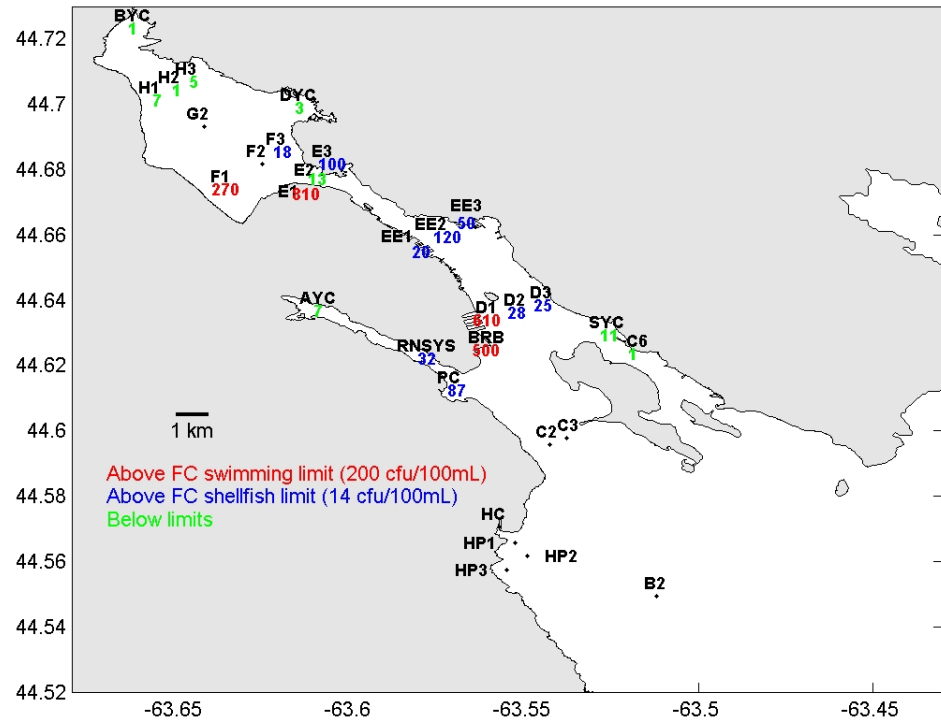 BYC
1
44.72
H3
5
H2
1
H1
7
44.7
DYC
3
G2
F3
18
F2
E3
100
44.68
E2
13
F1
270
E1
810
EE3
50
EE2
120
44.66
EE1
20
44.64
AYC
7
D3
25
D2
28
D1
610
SYC
11
C6
1
BRB
500
RNSYS
32
44.62
PC
87
44.6
1 km
C2
C3
Above FC swimming limit (200 cfu/100mL)
Above FC shellfish limit (14 cfu/100mL)
Below limits
44.58
HC
HP1
44.56
HP2
HP3
B2
44.54
44.52
-63.65
-63.6
-63.55
-63.5
-63.45